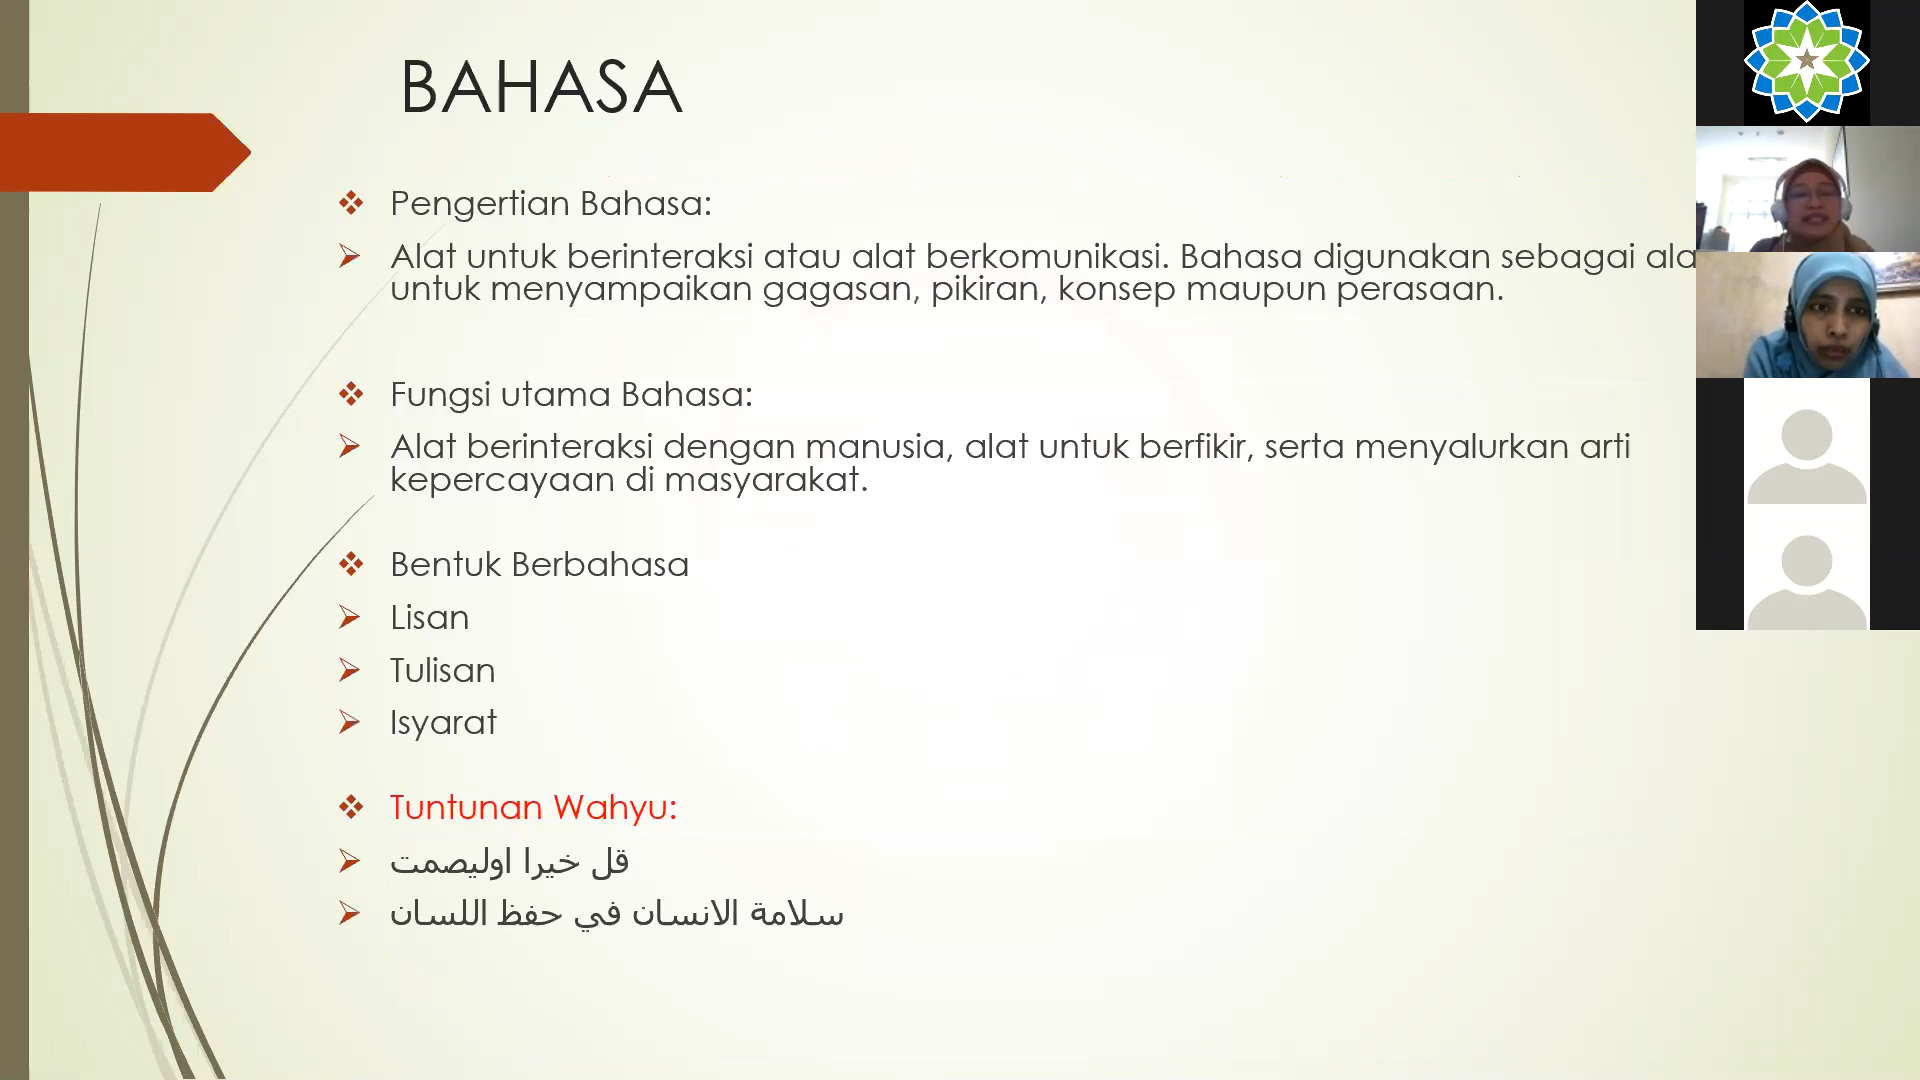 BAHASA
Pengertian Bahasa:
Alat untuk berinteraksi atau alat berkomunikasi. Bahasa digunakan sebagai ala
untuk menyampaikan gagasan, pikiran, konsep maupun perasaan.
Fungsi utama Bahasa:
Alat berinteraksi dengan manusia, alat untuk berfikir, serta menyalurkan arti
kepercayaan di masyarakat.
Bentuk Berbahasa
Lisan
Tulisan
Isyarat
Tuntunan Wahyu:
قل خيرا اوليصمت
سلامة الانسان في حفظ اللسان